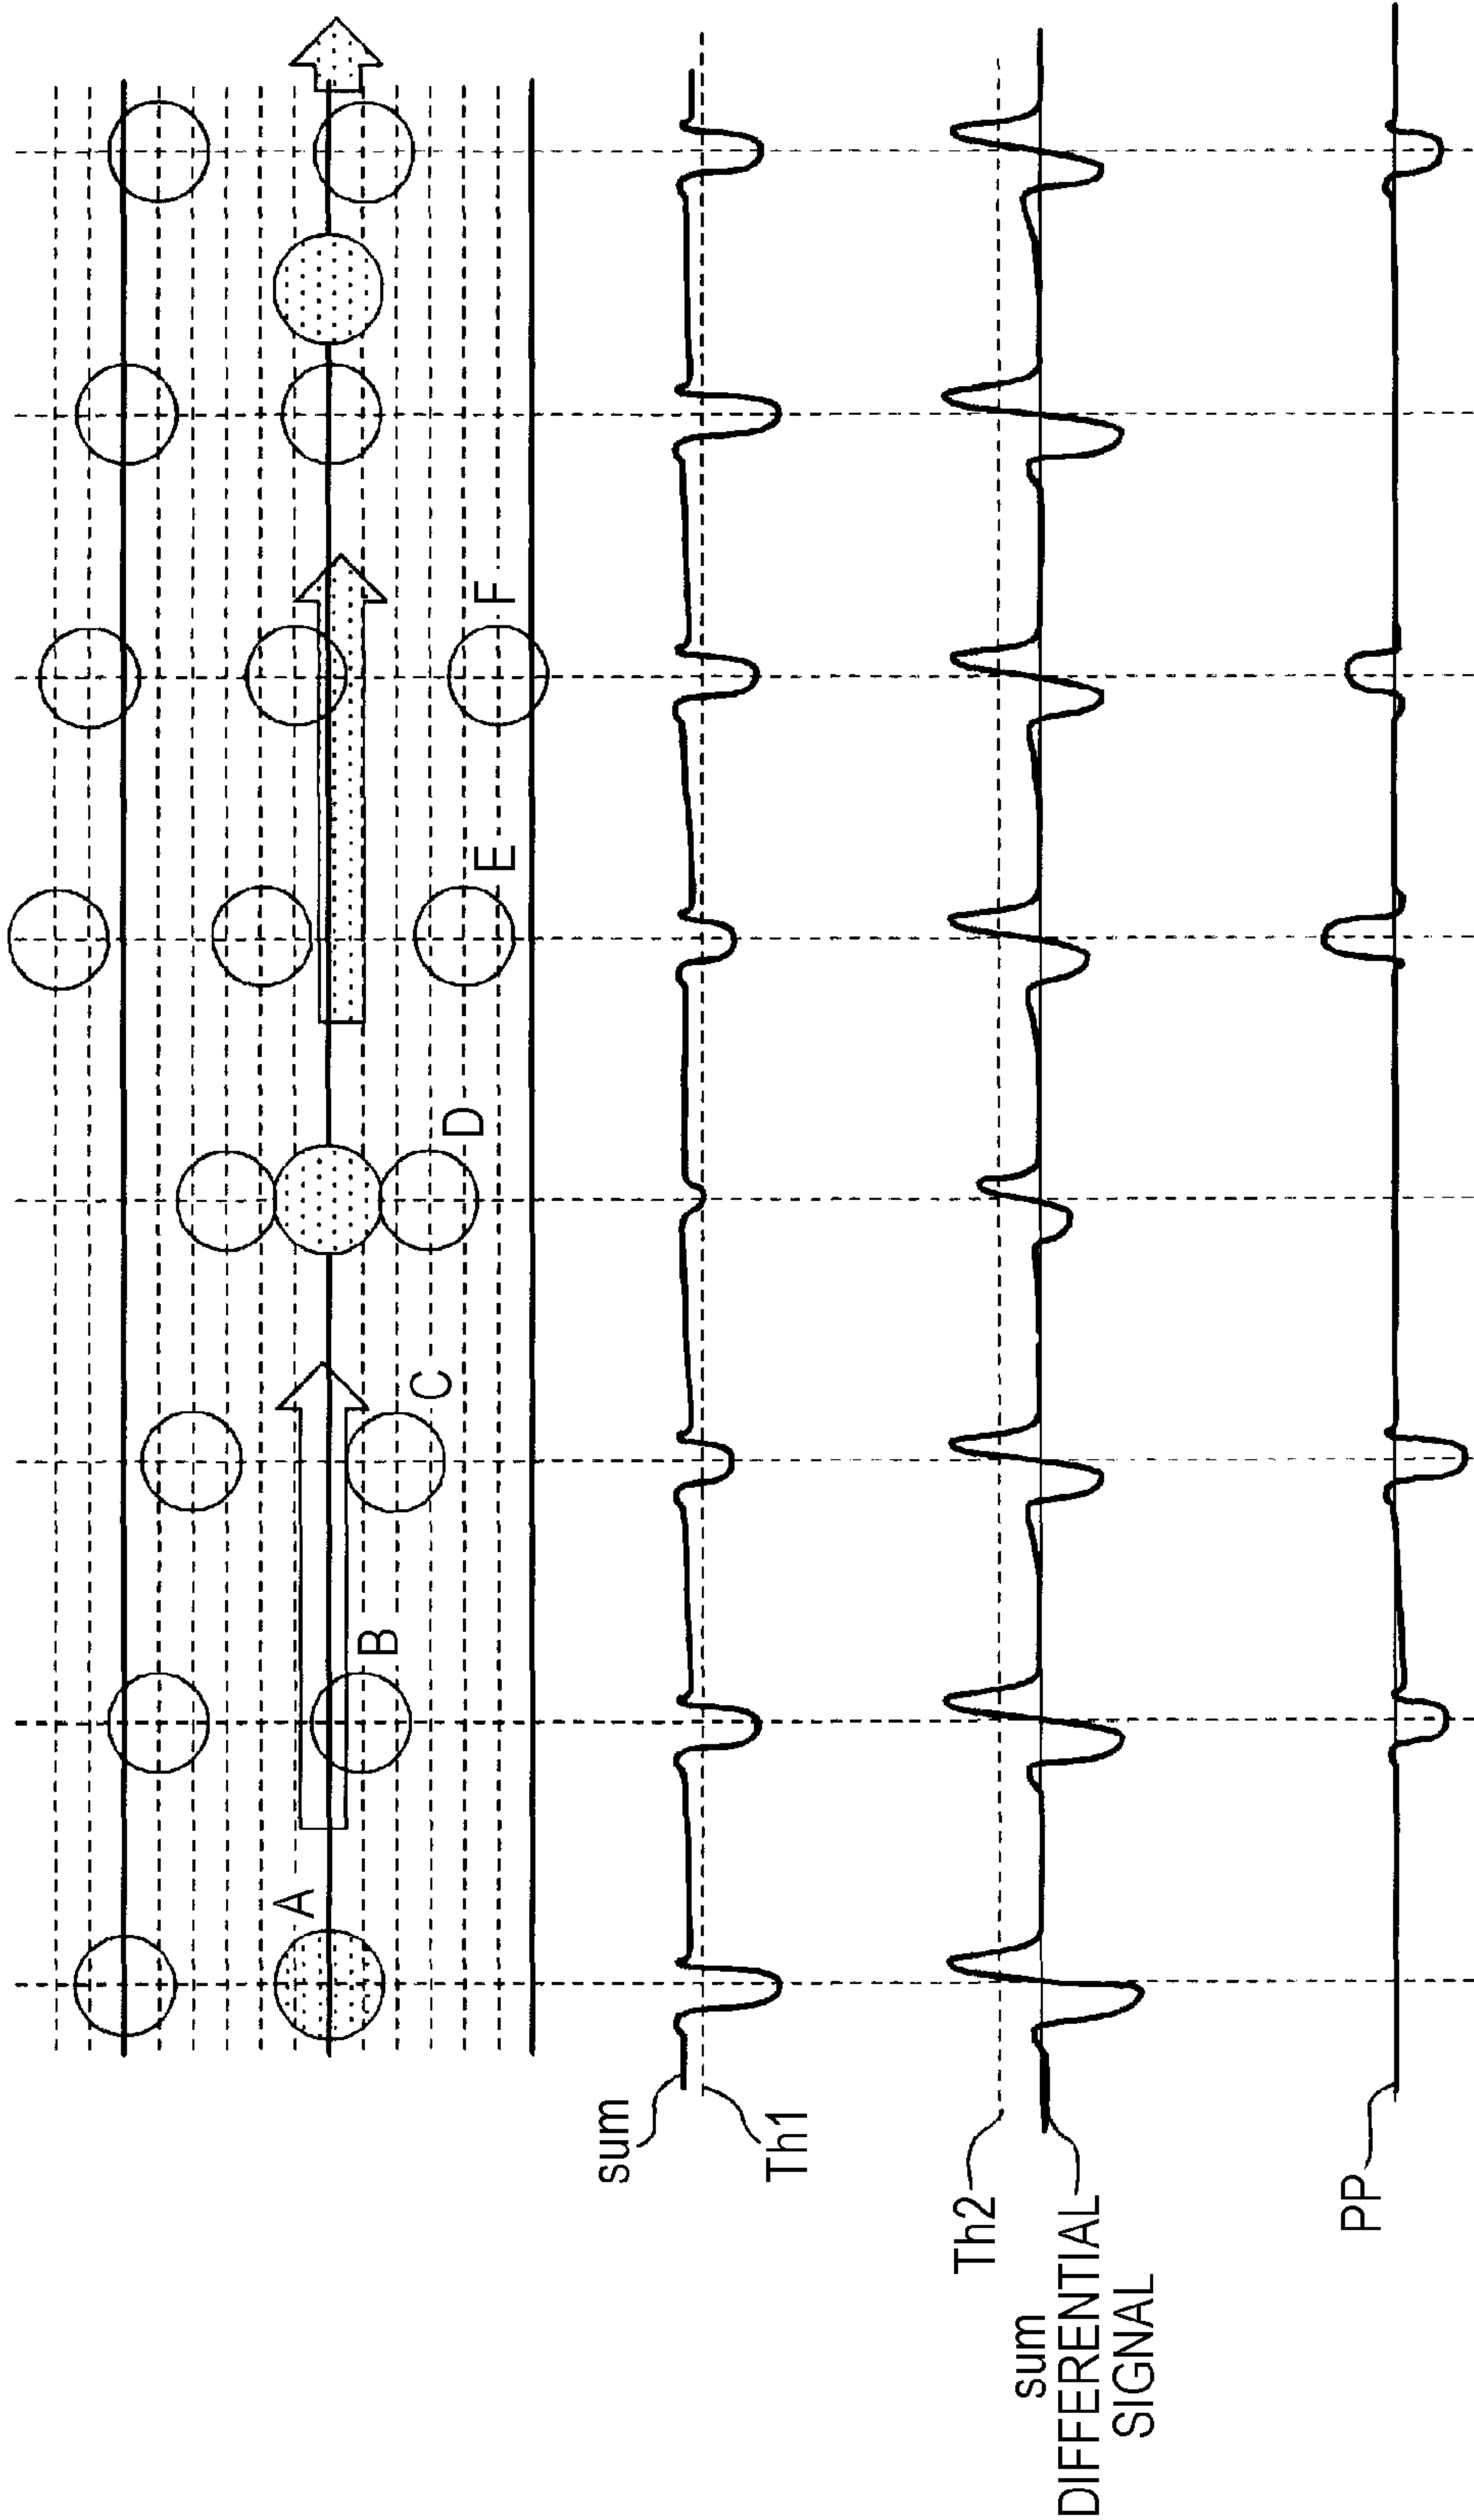 A
B
C
D
E
F
sum
Th1
Th2
sum
DIFFERENTIAL
SIGNAL
PP